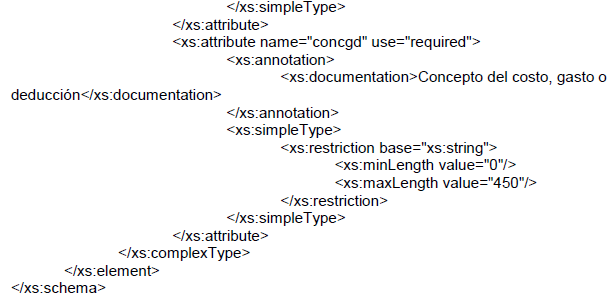 </xs:simpleType>
</xs:attribute>
<xs:attribute name="concgd" use="required">
<xs:annotation>
<xs:documentation>Concepto del costo, gasto o
deducción</xs:documentation>
</xs:annotation>
<xs:simpleType>
<xs:restriction base="xs:string">
<xs:minLength value="0"/>
<xs:maxLength value="450"/>
</xs:restriction>
</xs:simpleType>
</xs:attribute>
</xs:complexType>
</xs:element>
</xs:schema>